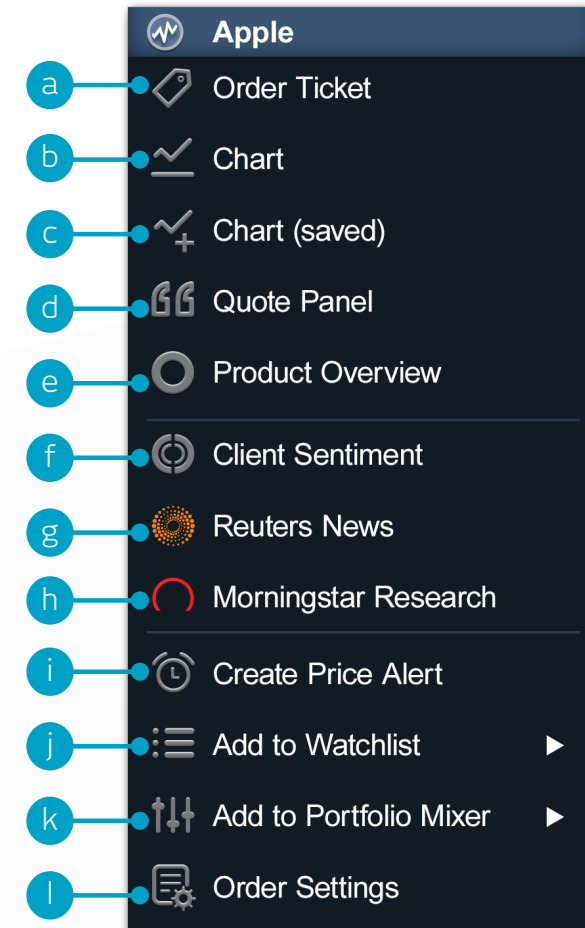 Apple
a Order Ticket
b Chart
c Chart (saved)
d Quote Panel
e Product Overview
f Client Sentiment
g Reuters News
h Morningstar Research
i Create Price Alert
j Add to Watchlist
k Add to Portfolio Mixer
l Order Settings